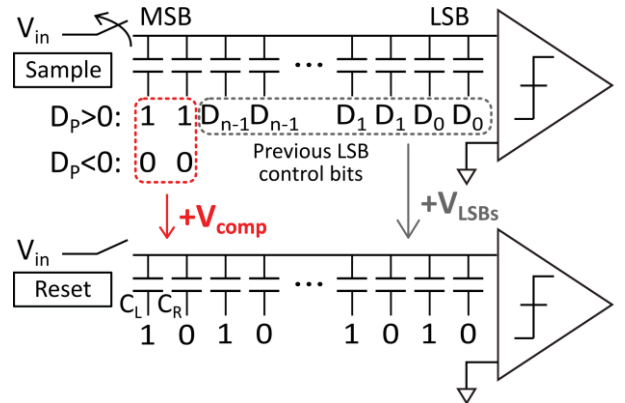 MSB LSB
V_in
Sample
D_P>0: 1 1 D_n-1 D_n-1 D_1 D_1 D_0 D_0
D_P<0: 0 0
Previous LSB
control bits
+V_comp +V_LSBs
V_in
Reset
C_L C_R
1 0 1 0 1 0 1 0